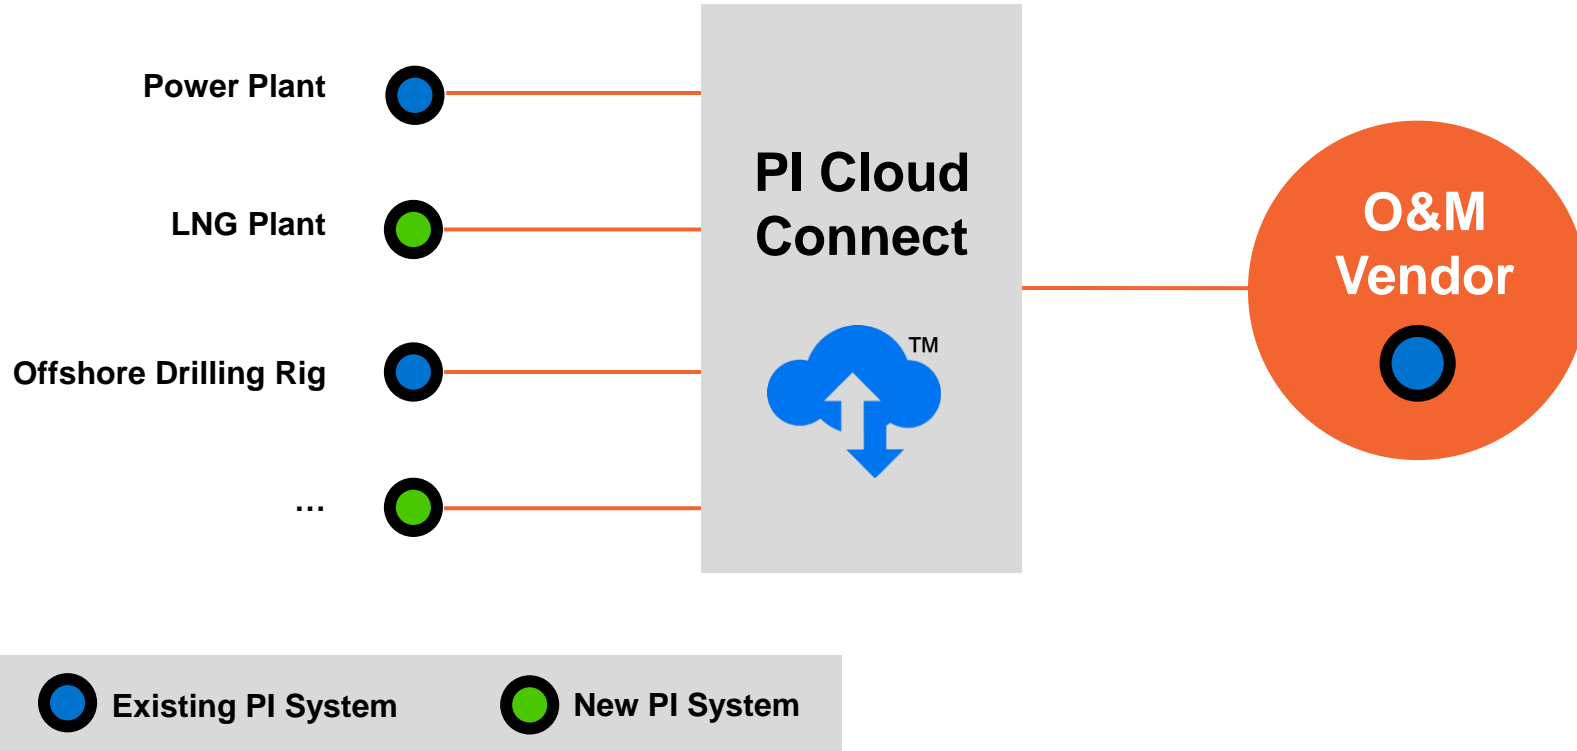 Power Plant
LNG Plant
Offshore Drilling Rig
…
PI Cloud
Connect
TM
O&M
Vendor
Existing PI System
New PI System